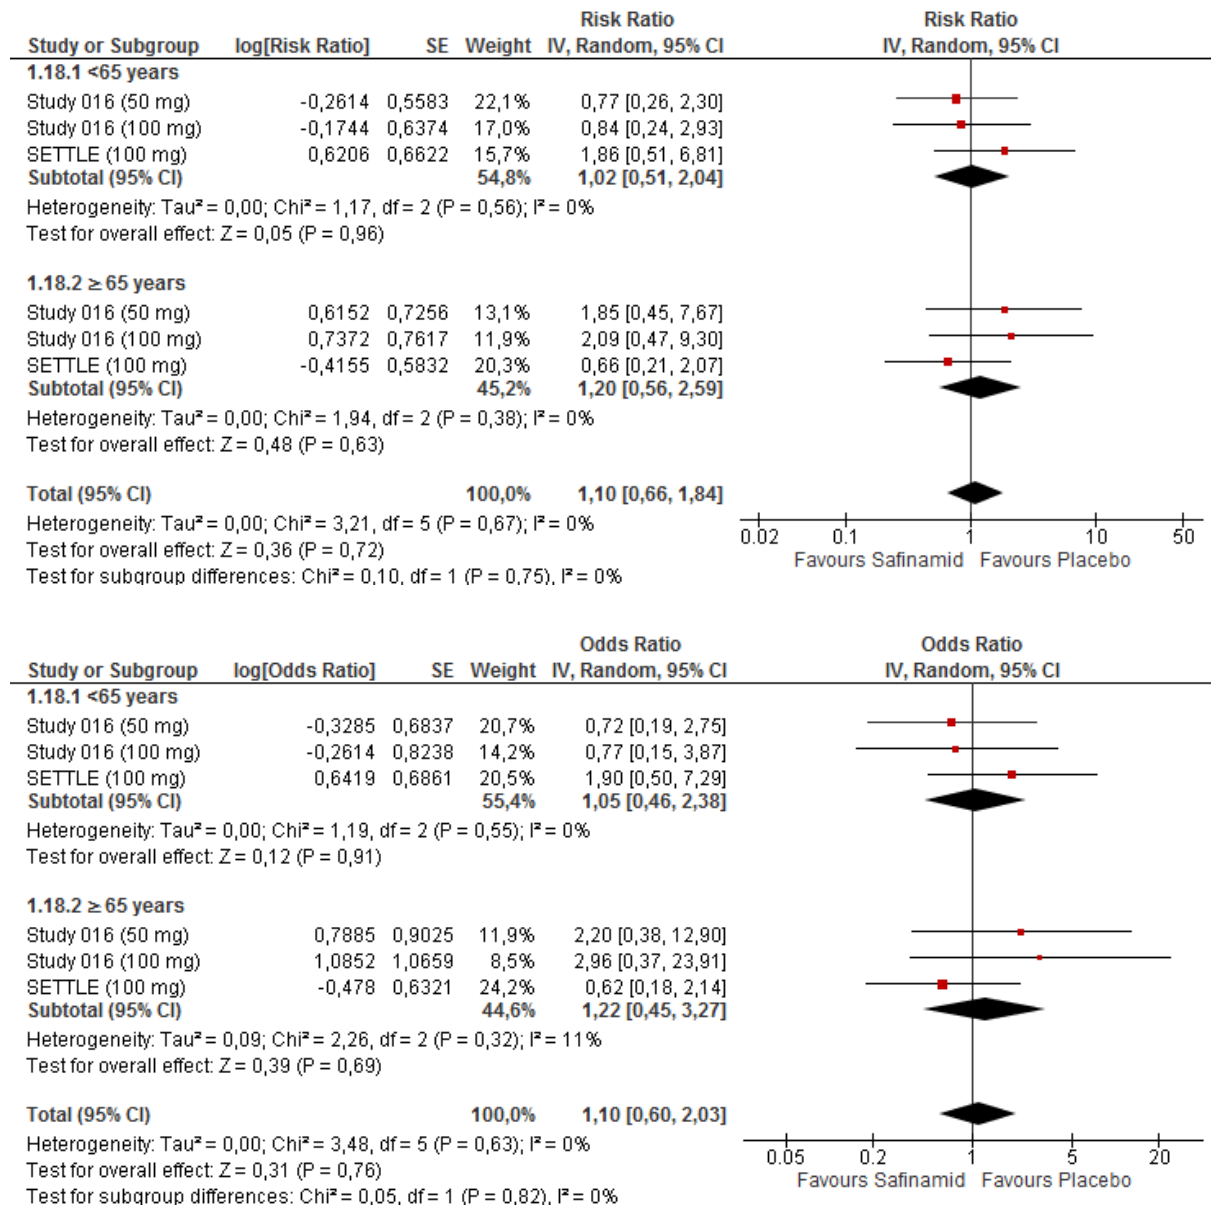 Risk Ratio Risk Ratio
Study or Subgroup log[Risk Ratio] SE Weight IV, Random, 95% CI IV, Random, 95% CI
1.18.1 <65 years
Study 016 (50 mg) -0,2614 0,5583 22,1% 0,77 [0,26, 2,30]
Study 016 (100 mg) -0,1744 0,6374 17,0% 0,84 [0,24, 2,93]
SETTLE (100 mg) 0,6206 0,6622 15,7% 1,86 [0,51, 6,81]
Subtotal (95% CI) 54,8% 1,02 [0,51, 2,04]
Heterogeneity: Tau² = 0,00; Chi² = 1,17, df = 2 (P = 0,56); I² = 0%
Test for overall effect: Z = 0,05 (P = 0,96)
1.18.2 ≥ 65 years
Study 016 (50 mg) 0,6152 0,7256 13,1% 1,85 [0,45, 7,67]
Study 016 (100 mg) 0,7372 0,7617 11,9% 2,09 [0,47, 9,30]
SETTLE (100 mg) -0,4155 0,5832 20,3% 0,66 [0,21, 2,07]
Subtotal (95% CI) 45,2% 1,20 [0,56, 2,59]
Heterogeneity: Tau² = 0,00; Chi² = 1,94, df = 2 (P = 0,38); I² = 0%
Test for overall effect: Z = 0,48 (P = 0,63)
Total (95% CI) 100,0% 1,10 [0,66, 1,84]
Heterogeneity: Tau² = 0,00; Chi² = 3,21, df = 5 (P = 0,67); I² = 0%
Test for overall effect: Z = 0,36 (P = 0,72)
Test for subgroup differences: Chi² = 0,10, df = 1 (P = 0,75), I² = 0%
0.02 0.1 1 10 50
Favours Safinamid Favours Placebo
Odds Ratio Odds Ratio
Study or Subgroup log[Odds Ratio] SE Weight IV, Random, 95% CI IV, Random, 95% CI
1.18.1 <65 years
Study 016 (50 mg) -0,3285 0,6837 20,7% 0,72 [0,19, 2,75]
Study 016 (100 mg) -0,2614 0,8238 14,2% 0,77 [0,15, 3,87]
SETTLE (100 mg) 0,6419 0,6861 20,5% 1,90 [0,50, 7,29]
Subtotal (95% CI) 55,4% 1,05 [0,46, 2,38]
Heterogeneity: Tau² = 0,00; Chi² = 1,19, df = 2 (P = 0,55); I² = 0%
Test for overall effect: Z = 0,12 (P = 0,91)
1.18.2 ≥ 65 years
Study 016 (50 mg) 0,7885 0,9025 11,9% 2,20 [0,38, 12,90]
Study 016 (100 mg) 1,0852 1,0659 8,5% 2,96 [0,37, 23,91]
SETTLE (100 mg) -0,478 0,6321 24,2% 0,62 [0,18, 2,14]
Subtotal (95% CI) 44,6% 1,22 [0,45, 3,27]
Heterogeneity: Tau² = 0,09; Chi² = 2,26, df = 2 (P = 0,32); I² = 11%
Test for overall effect: Z = 0,39 (P = 0,69)
Total (95% CI) 100,0% 1,10 [0,60, 2,03]
Heterogeneity: Tau² = 0,00; Chi² = 3,48, df = 5 (P = 0,63); I² = 0%
Test for overall effect: Z = 0,31 (P = 0,76)
Test for subgroup differences: Chi² = 0,05, df = 1 (P = 0,82), I² = 0%
0.05 0.2 1 5 20
Favours Safinamid Favours Placebo